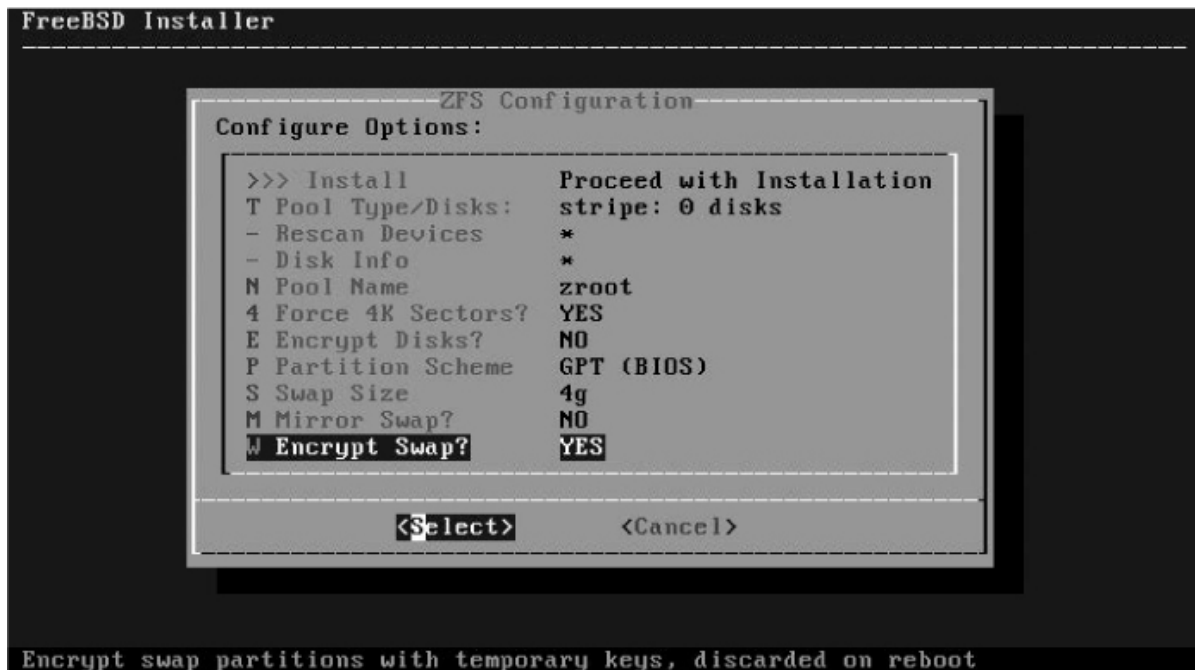 FreeBSD Installer
ZFS Configuration
Configure Options:
>>> Install Proceed with Installation
T Pool Type/Disks: stripe: 0 disks
- Rescan Devices *
- Disk Info *
N Pool Name zroot
4 Force 4K Sectors? YES
E Encrypt Disks? NO
P Partition Scheme GPT (BIOS)
S Swap Size 4g
M Mirror Swap? NO
W Encrypt Swap? YES
<Select> <Cancel>
Encrypt swap partitions with temporary keys, discarded on reboot